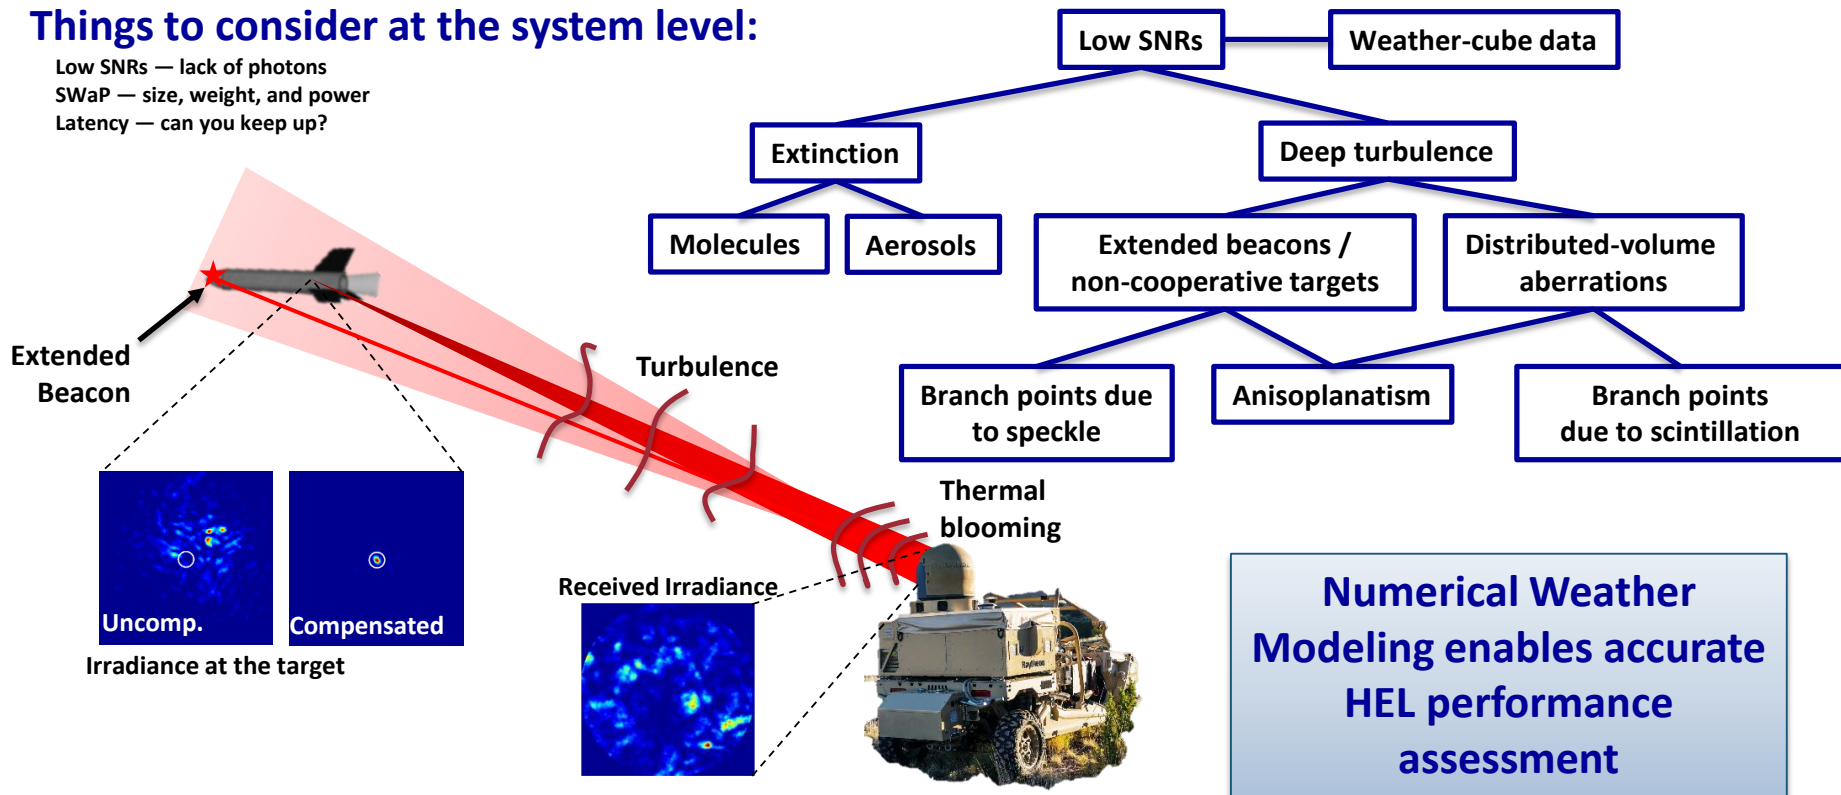 Things to consider at the system level:
Low SNRs — lack of photons
SWaP — size, weight, and power
Latency — can you keep up?
Low SNRs
Weather-cube data
Extinction
Deep turbulence
Molecules
Aerosols
Extended beacons /
non-cooperative targets
Distributed-volume
aberrations
Branch points due
to speckle
Anisoplanatism
Branch points
due to scintillation
Extended
Beacon
Turbulence
Thermal
blooming
Uncomp.
Compensated
Irradiance at the target
Received Irradiance
Raytheon
Numerical Weather
Modeling enables accurate
HEL performance
assessment